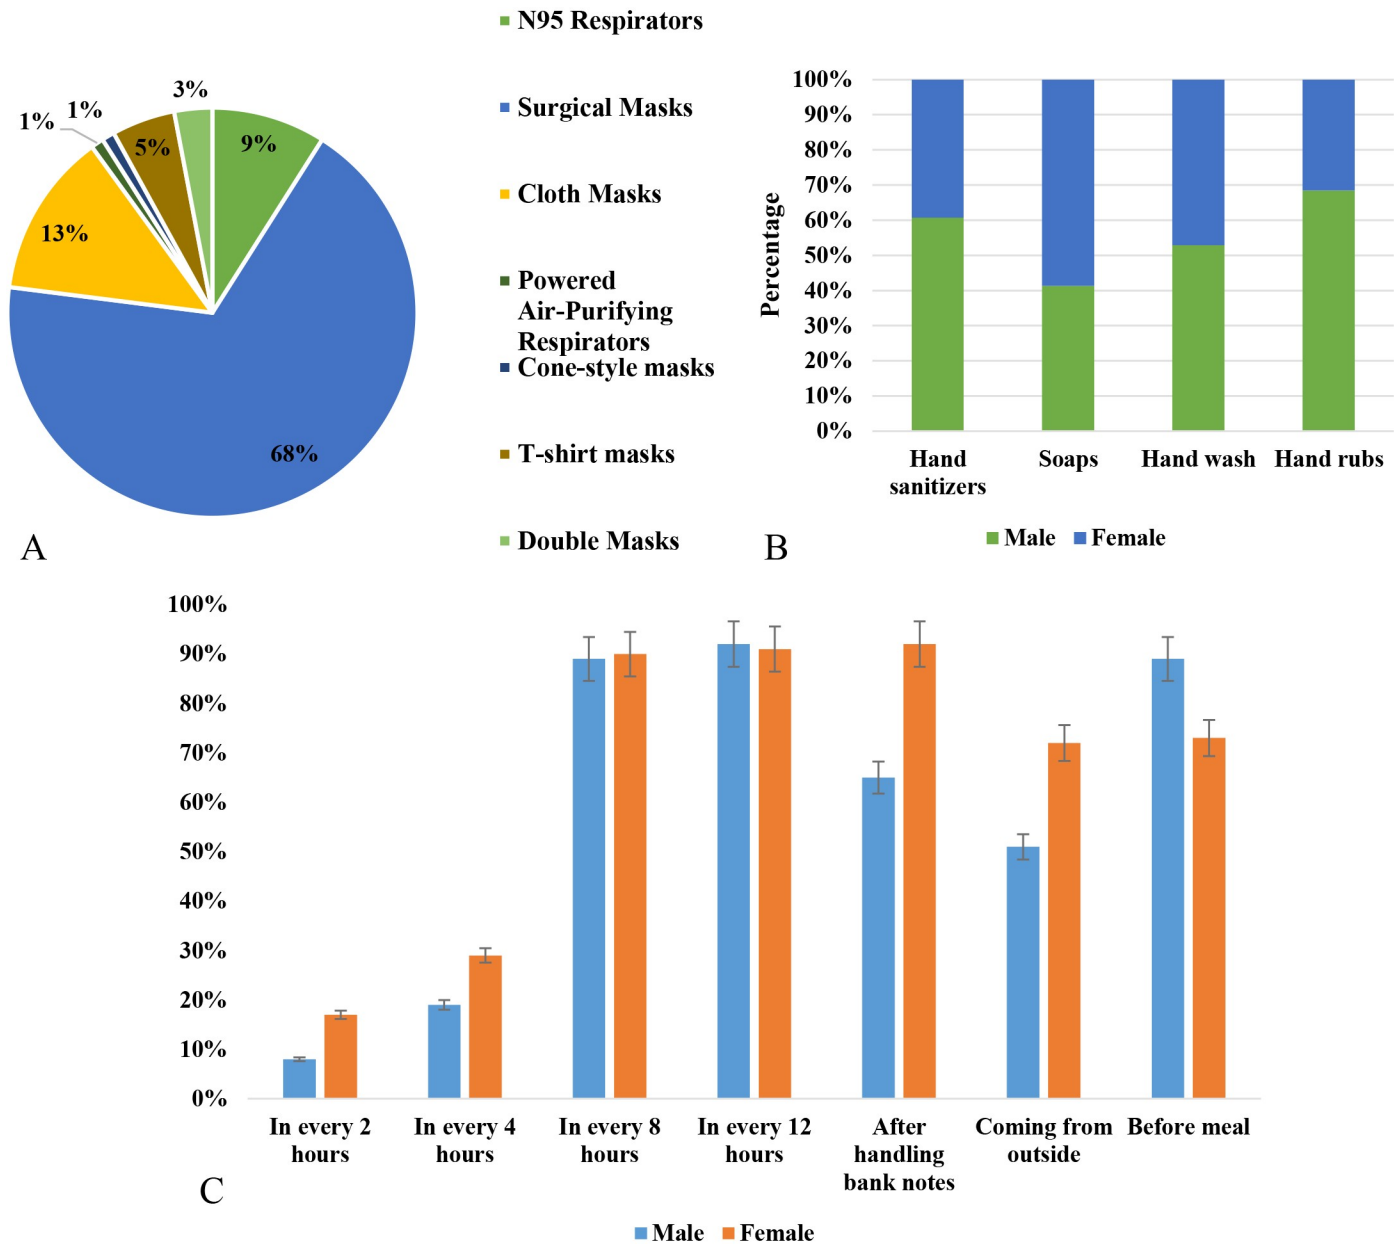 N95 Respirators
Surgical Masks
Cloth Masks
Powered
Air-Purifying
Respirators
Cone-style masks
T-shirt masks
Double Masks
1%
1%
3%
5%
9%
13%
68%
A
100%
90%
80%
70%
60%
50%
40%
30%
20%
10%
0%
Percentage
Hand
sanitizers
Soaps
Hand wash
Hand rubs
Male
Female
B
100%
90%
80%
70%
60%
50%
40%
30%
20%
10%
0%
In every 2
hours
In every 4
hours
In every 8
hours
In every 12
hours
After
handling
bank notes
Coming from
outside
Before meal
C
Male
Female